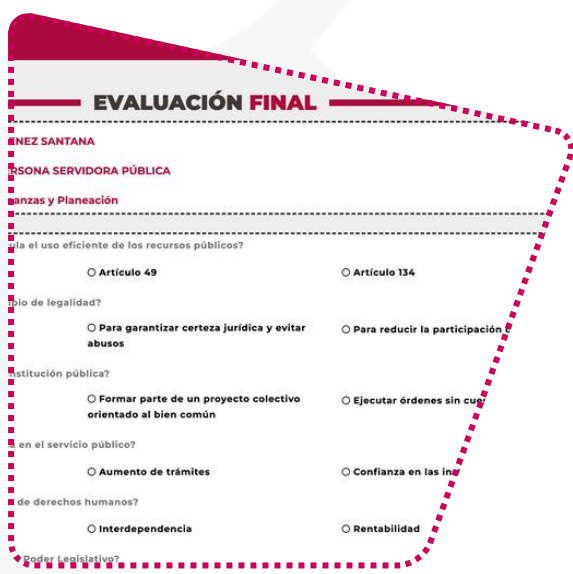 EVALUACIÓN FINAL
NEZ SANTANA
RSONA SERVIDORA PÚBLICA
anzas y Planeación
ula el uso eficiente de los recursos públicos?
Artículo 49 Artículo 134
pio de legalidad?
Para garantizar certeza jurídica y evitar Para reducir la participación
abusos
nstitución pública?
Formar parte de un proyecto colectivo Ejecutar órdenes sin
orientado al bien común
a en el servicio público?
Aumento de trámites Confianza en las
de derechos humanos?
Interdependencia Rentabilidad
Poder Legislativo?